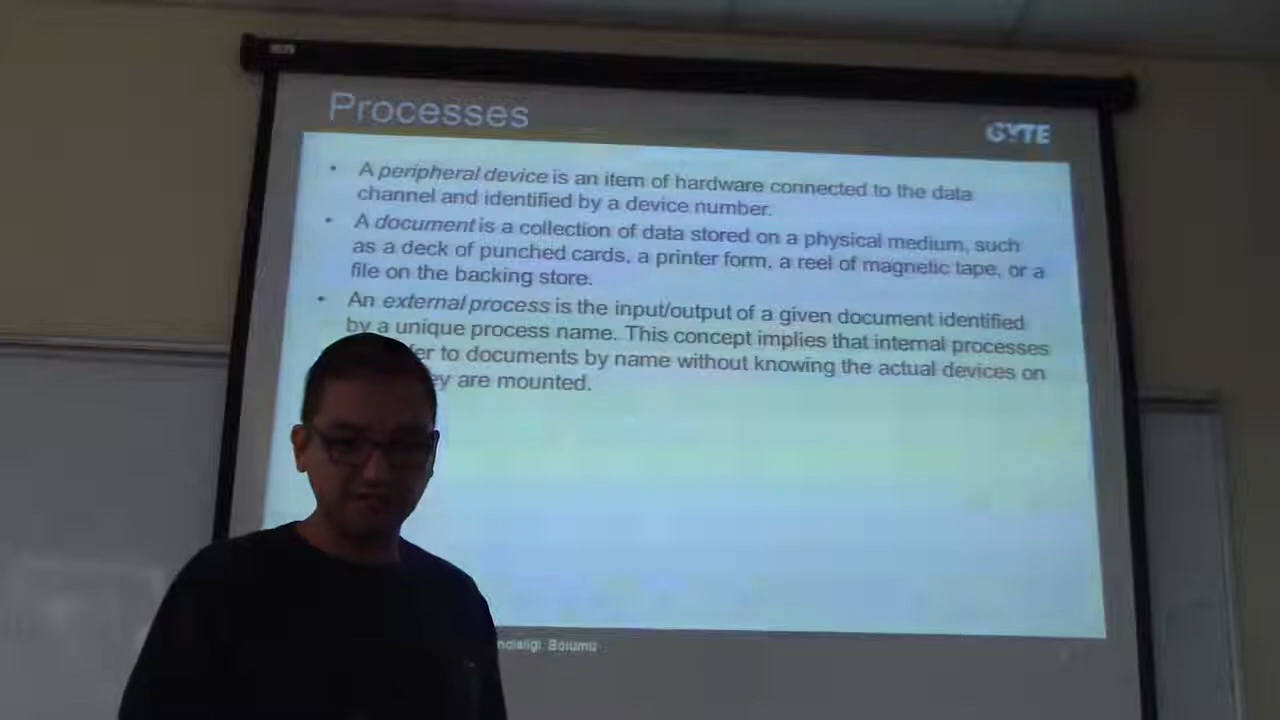 Processes
GYTE
• A peripheral device is an item of hardware connected to the data
channel and identified by a device number.
• A document is a collection of data stored on a physical medium, such
as a deck of punched cards, a printer form, a reel of magnetic tape, or a
file on the backing store.
• An external process is the input/output of a given document identified
by a unique process name. This concept implies that internal processes
to documents by name without knowing the actual devices on
are mounted.
Bolumu